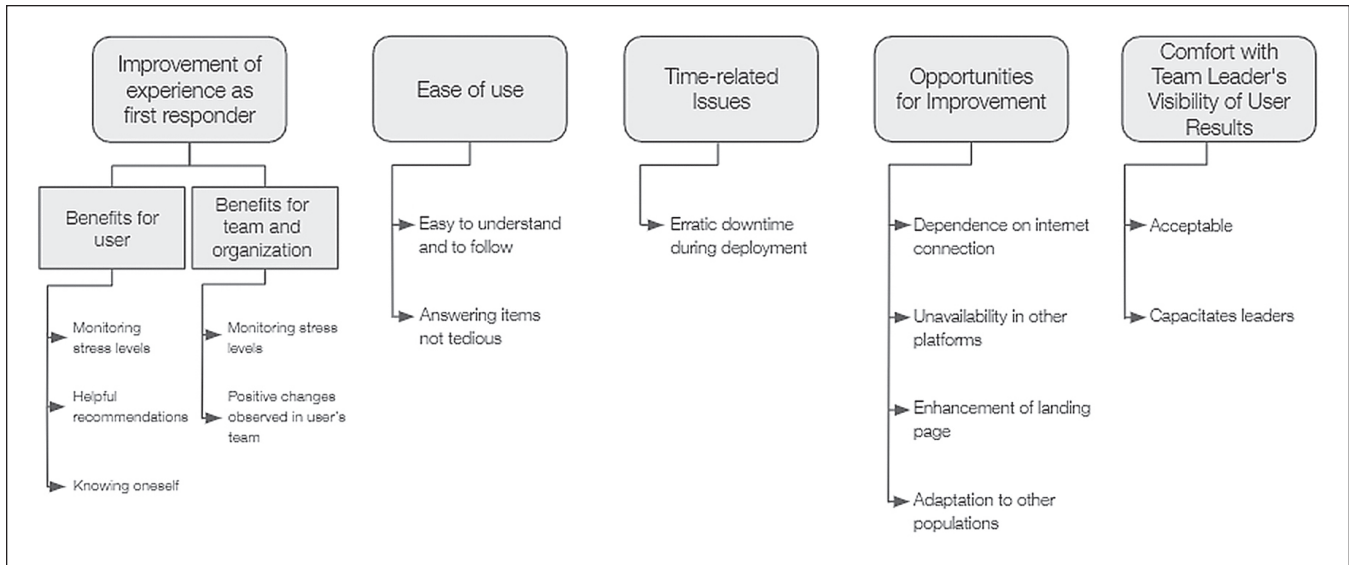 Improvement of
experience as
first responder
Benefits for
user
Monitoring
stress levels
Helpful
recommendations
Knowing oneself
Benefits for
team and
organization
Monitoring stress
levels
Positive changes
observed in user's
team
Ease of use
Easy to understand
and to follow
Answering items
not tedious
Time-related
Issues
Erratic downtime
during deployment
Opportunities
for Improvement
Dependence on internet
connection
Unavailability in other
platforms
Enhancement of landing
page
Adaptation to other
populations
Comfort with
Team Leader's
Visibility of User
Results
Acceptable
Capacitates leaders